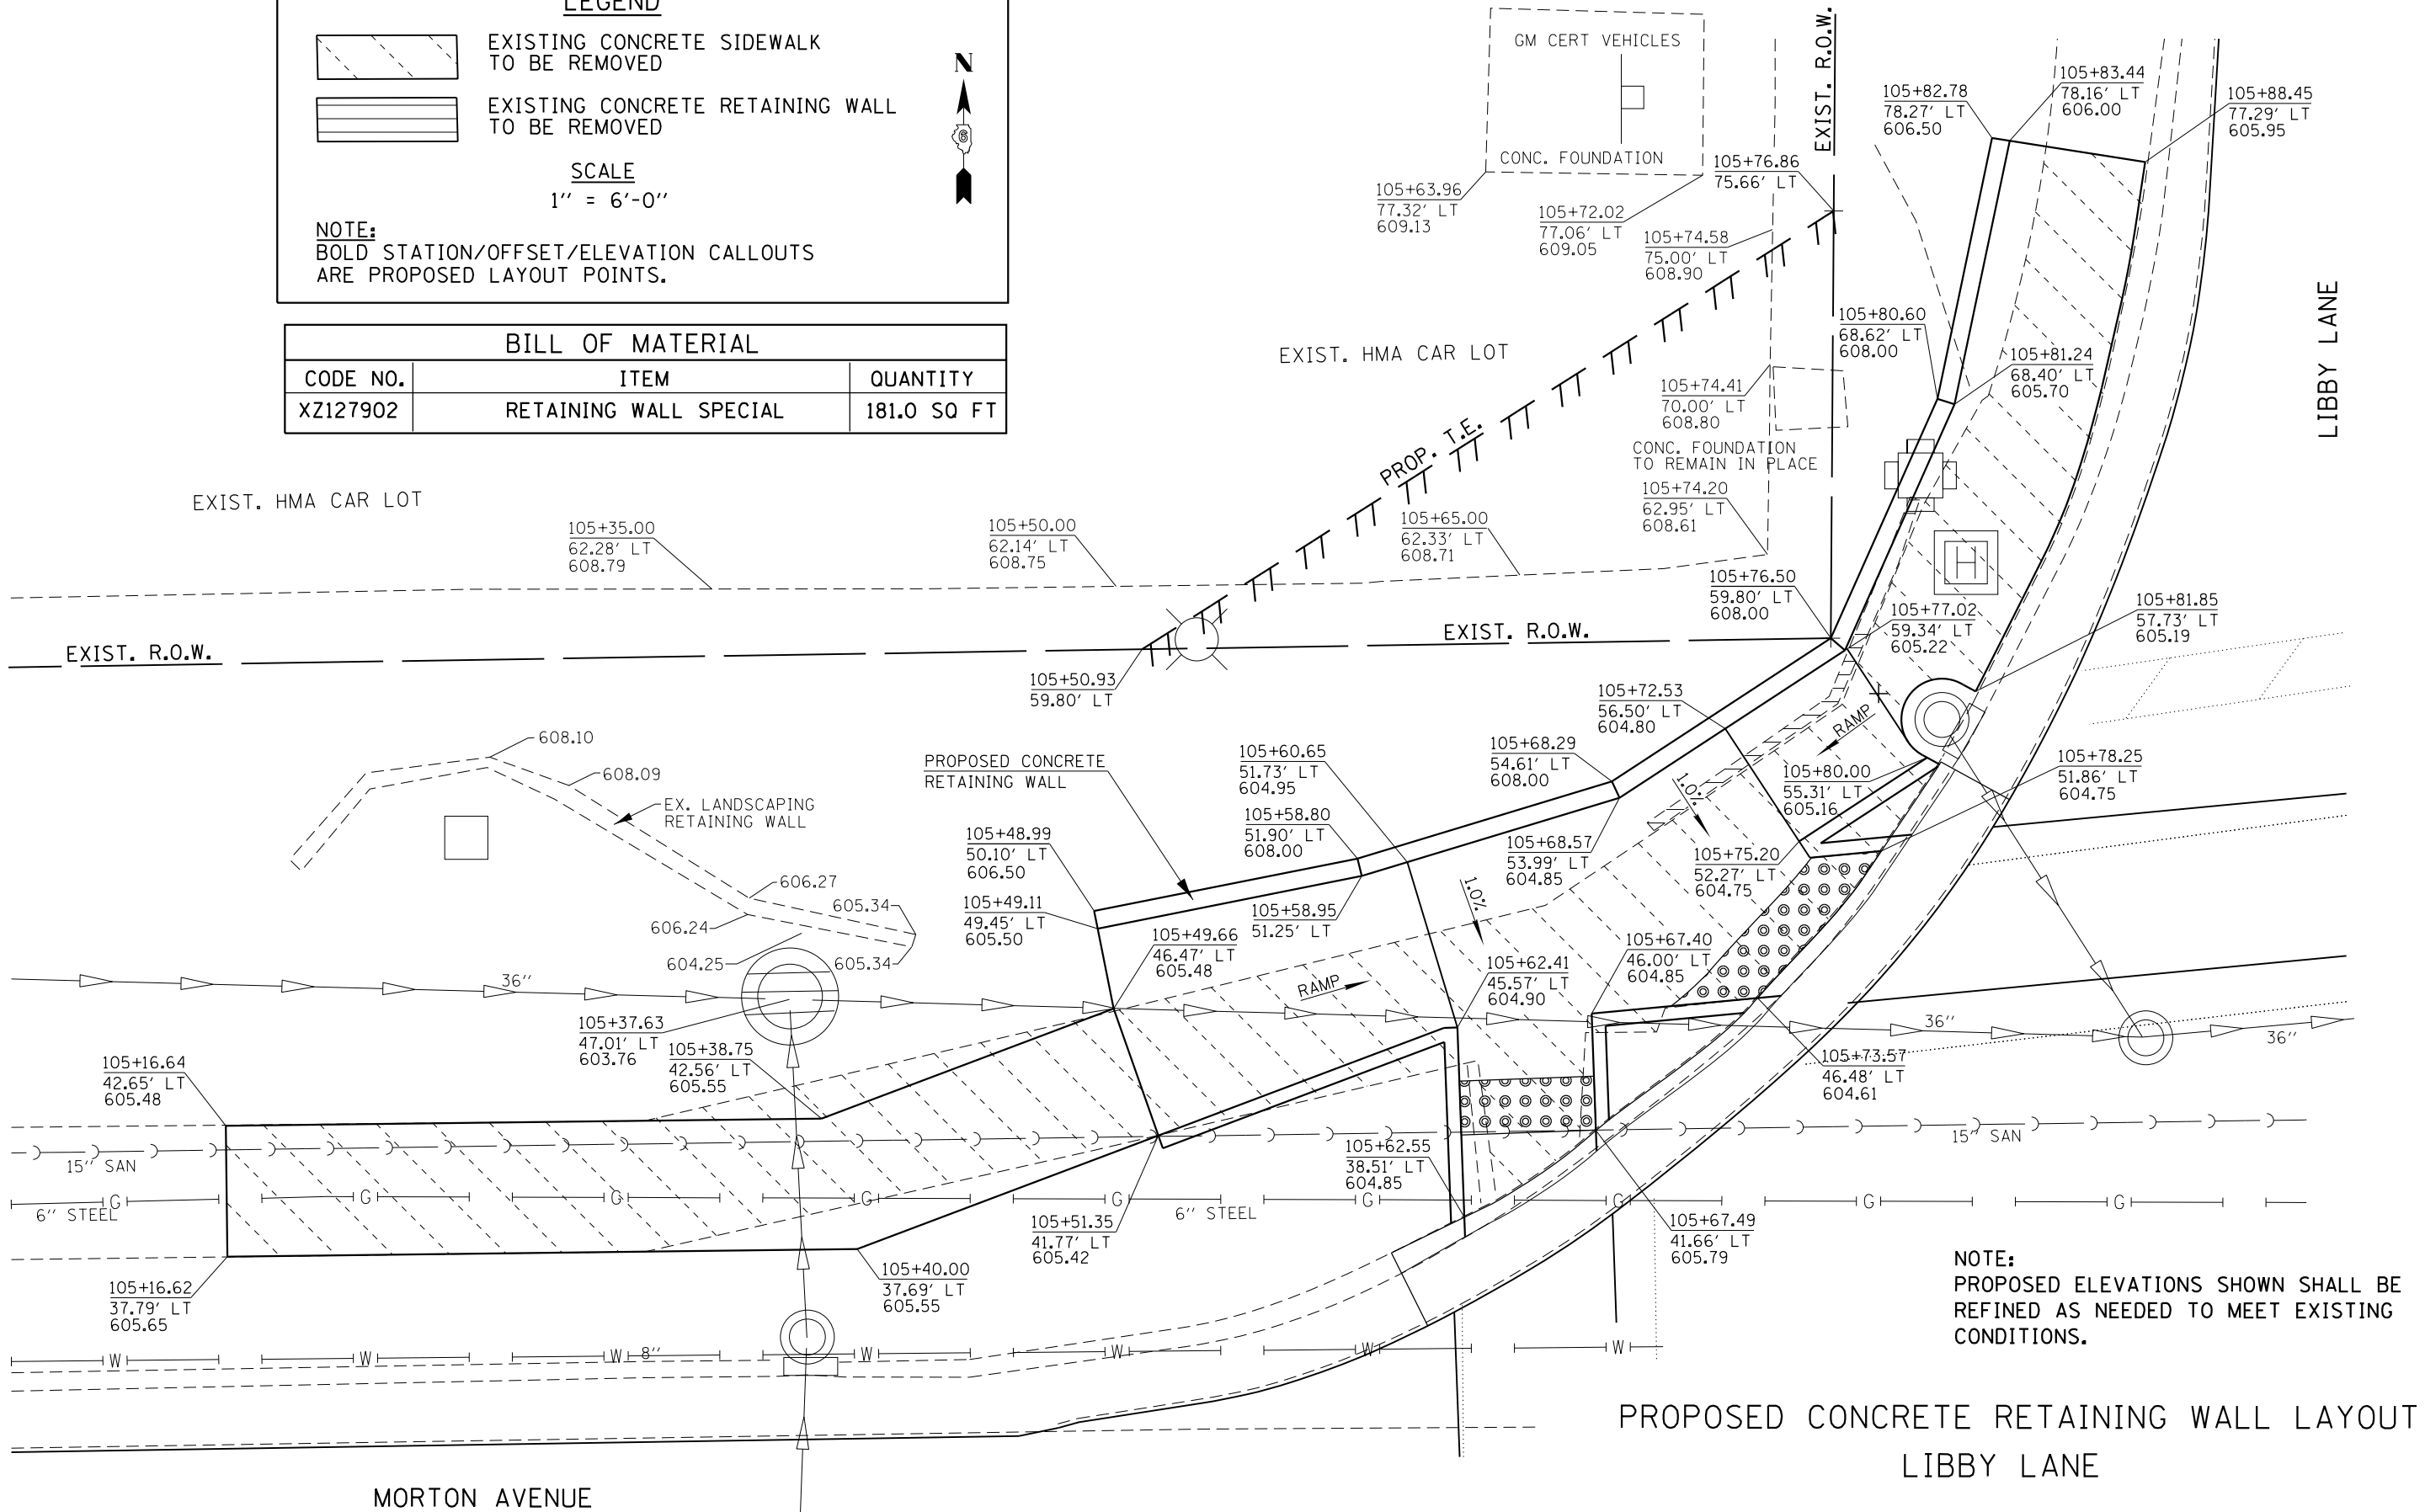 LEGEND
EXISTING CONCRETE SIDEWALK
TO BE REMOVED
EXISTING CONCRETE RETAINING WALL
TO BE REMOVED
SCALE
1'' = 6'-0''
NOTE:
BOLD STATION/OFFSET/ELEVATION CALLOUTS
ARE PROPOSED LAYOUT POINTS.
N
6
BILL OF MATERIAL
CODE NO. ITEM QUANTITY
XZ127902 RETAINING WALL SPECIAL 181.0 SQ FT
GM CERT VEHICLES
CONC. FOUNDATION
EXIST. R.O.W.
105+63.96
77.32' LT
609.13
105+72.02
77.06' LT
609.05
105+76.86
75.66' LT
105+74.58
75.00' LT
608.90
105+82.78
78.27' LT
606.50
105+83.44
78.16' LT
606.00
105+88.45
77.29' LT
605.95
LIBBY LANE
EXIST. HMA CAR LOT
105+80.60
68.62' LT
608.00
105+81.24
68.40' LT
605.70
105+74.41
70.00' LT
608.80
CONC. FOUNDATION
TO REMAIN IN PLACE
PROP. T.E.
105+74.20
62.95' LT
608.61
EXIST. HMA CAR LOT
105+35.00
62.28' LT
608.79
105+50.00
62.14' LT
608.75
105+65.00
62.33' LT
608.71
H
105+76.50
59.80' LT
608.00
105+77.02
59.34' LT
605.22
105+81.85
57.73' LT
605.19
EXIST. R.O.W.
EXIST. R.O.W.
105+50.93
59.80' LT
105+72.53
56.50' LT
604.80
RAMP
608.10
608.09
EX. LANDSCAPING
RETAINING WALL
606.27
606.24
605.34
604.25
605.34
PROPOSED CONCRETE
RETAINING WALL
105+60.65
51.73' LT
604.95
105+68.29
54.61' LT
608.00
1.0%
105+80.00
55.31' LT
605.16
105+78.25
51.86' LT
604.75
105+48.99
50.10' LT
606.50
105+58.80
51.90' LT
608.00
105+68.57
53.99' LT
604.85
105+75.20
52.27' LT
604.75
105+49.11
49.45' LT
605.50
105+58.95
51.25' LT
1.0%
105+49.66
46.47' LT
605.48
105+67.40
46.00' LT
604.85
105+62.41
45.57' LT
604.90
RAMP
36''
36''
36''
105+37.63
47.01' LT
603.76
105+38.75
42.56' LT
605.55
105+16.64
42.65' LT
605.48
105+73.57
46.48' LT
604.61
15'' SAN
15'' SAN
105+62.55
38.51' LT
604.85
G G G G G G G G G
6'' STEEL
6'' STEEL
105+51.35
41.77' LT
605.42
105+67.49
41.66' LT
605.79
105+16.62
37.79' LT
605.65
105+40.00
37.69' LT
605.55
NOTE:
PROPOSED ELEVATIONS SHOWN SHALL BE
REFINED AS NEEDED TO MEET EXISTING
CONDITIONS.
W W W 8'' W W W W
PROPOSED CONCRETE RETAINING WALL LAYOUT
LIBBY LANE
MORTON AVENUE